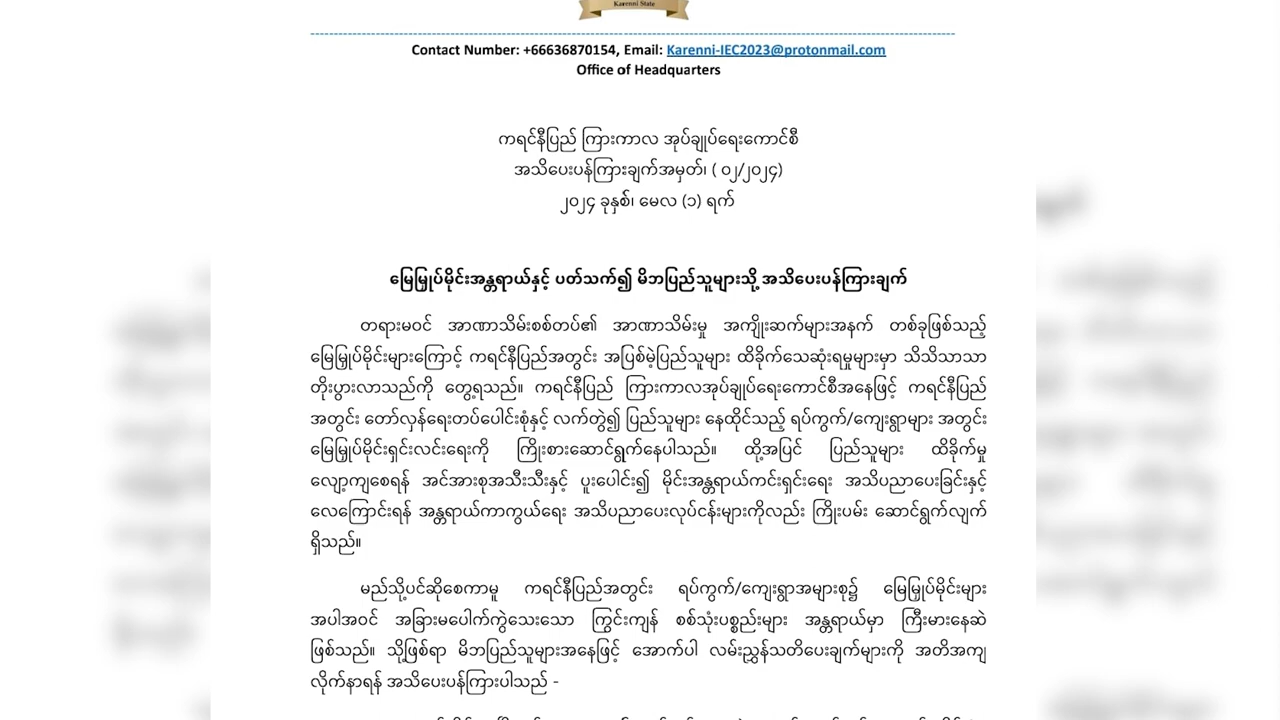 Karenni State
Contact Number: +66636870154, Email: Karenni-IEC2023@protonmail.com
Office of Headquarters
ကရင်နီပြည် ကြားကာလ အုပ်ချုပ်ရေးကောင်စီ
အသိပေးပန်ကြားချက်အမှတ်၊ ( ၀၂/၂၀၂၄)
၂၀၂၄ ခုနှစ်၊ မေလ (၁) ရက်
မြေမြှုပ်မိုင်းအန္တရာယ်နှင့် ပတ်သက်၍ မိဘပြည်သူများသို့ အသိပေးပန်ကြားချက်
တရားမဝင် အာဏာသိမ်းစစ်တပ်၏ အာဏာသိမ်းမှု အကျိုးဆက်များအနက် တစ်ခုဖြစ်သည့်
မြေမြှုပ်မိုင်းများကြောင့် ကရင်နီပြည်အတွင်း အပြစ်မဲ့ပြည်သူများ ထိခိုက်သေဆုံးရမှုများမှာ သိသိသာသာ
တိုးပွားလာသည်ကို တွေ့ရသည်။ ကရင်နီပြည် ကြားကာလအုပ်ချုပ်ရေးကောင်စီအနေဖြင့် ကရင်နီပြည်
အတွင်း တော်လှန်ရေးတပ်ပေါင်းစုံနှင့် လက်တွဲ၍ ပြည်သူများ နေထိုင်သည့် ရပ်ကွက်/ကျေးရွာများ အတွင်း
မြေမြှုပ်မိုင်းရှင်းလင်းရေးကို ကြိုးစားဆောင်ရွက်နေပါသည်။ ထို့အပြင် ပြည်သူများ ထိခိုက်မှု
လျော့ကျစေရန် အင်အားစုအသီးသီးနှင့် ပူးပေါင်း၍ မိုင်းအန္တရာယ်ကင်းရှင်းရေး အသိပညာပေးခြင်းနှင့်
လေကြောင်းရန် အန္တရာယ်ကာကွယ်ရေး အသိပညာပေးလုပ်ငန်းများကိုလည်း ကြိုးပမ်း ဆောင်ရွက်လျက်
ရှိသည်။
မည်သို့ပင်ဆိုစေကာမူ ကရင်နီပြည်အတွင်း ရပ်ကွက်/ကျေးရွာအများစု၌ မြေမြှုပ်မိုင်းများ
အပါအဝင် အခြားမပေါက်ကွဲသေးသော ကြွင်းကျန် စစ်သုံးပစ္စည်းများ အန္တရာယ်မှာ ကြီးမားနေဆဲ
ဖြစ်သည်။ သို့ဖြစ်ရာ မိဘပြည်သူများအနေဖြင့် အောက်ပါ လမ်းညွှန်သတိပေးချက်များကို အတိအကျ
လိုက်နာရန် အသိပေးပန်ကြားပါသည် -